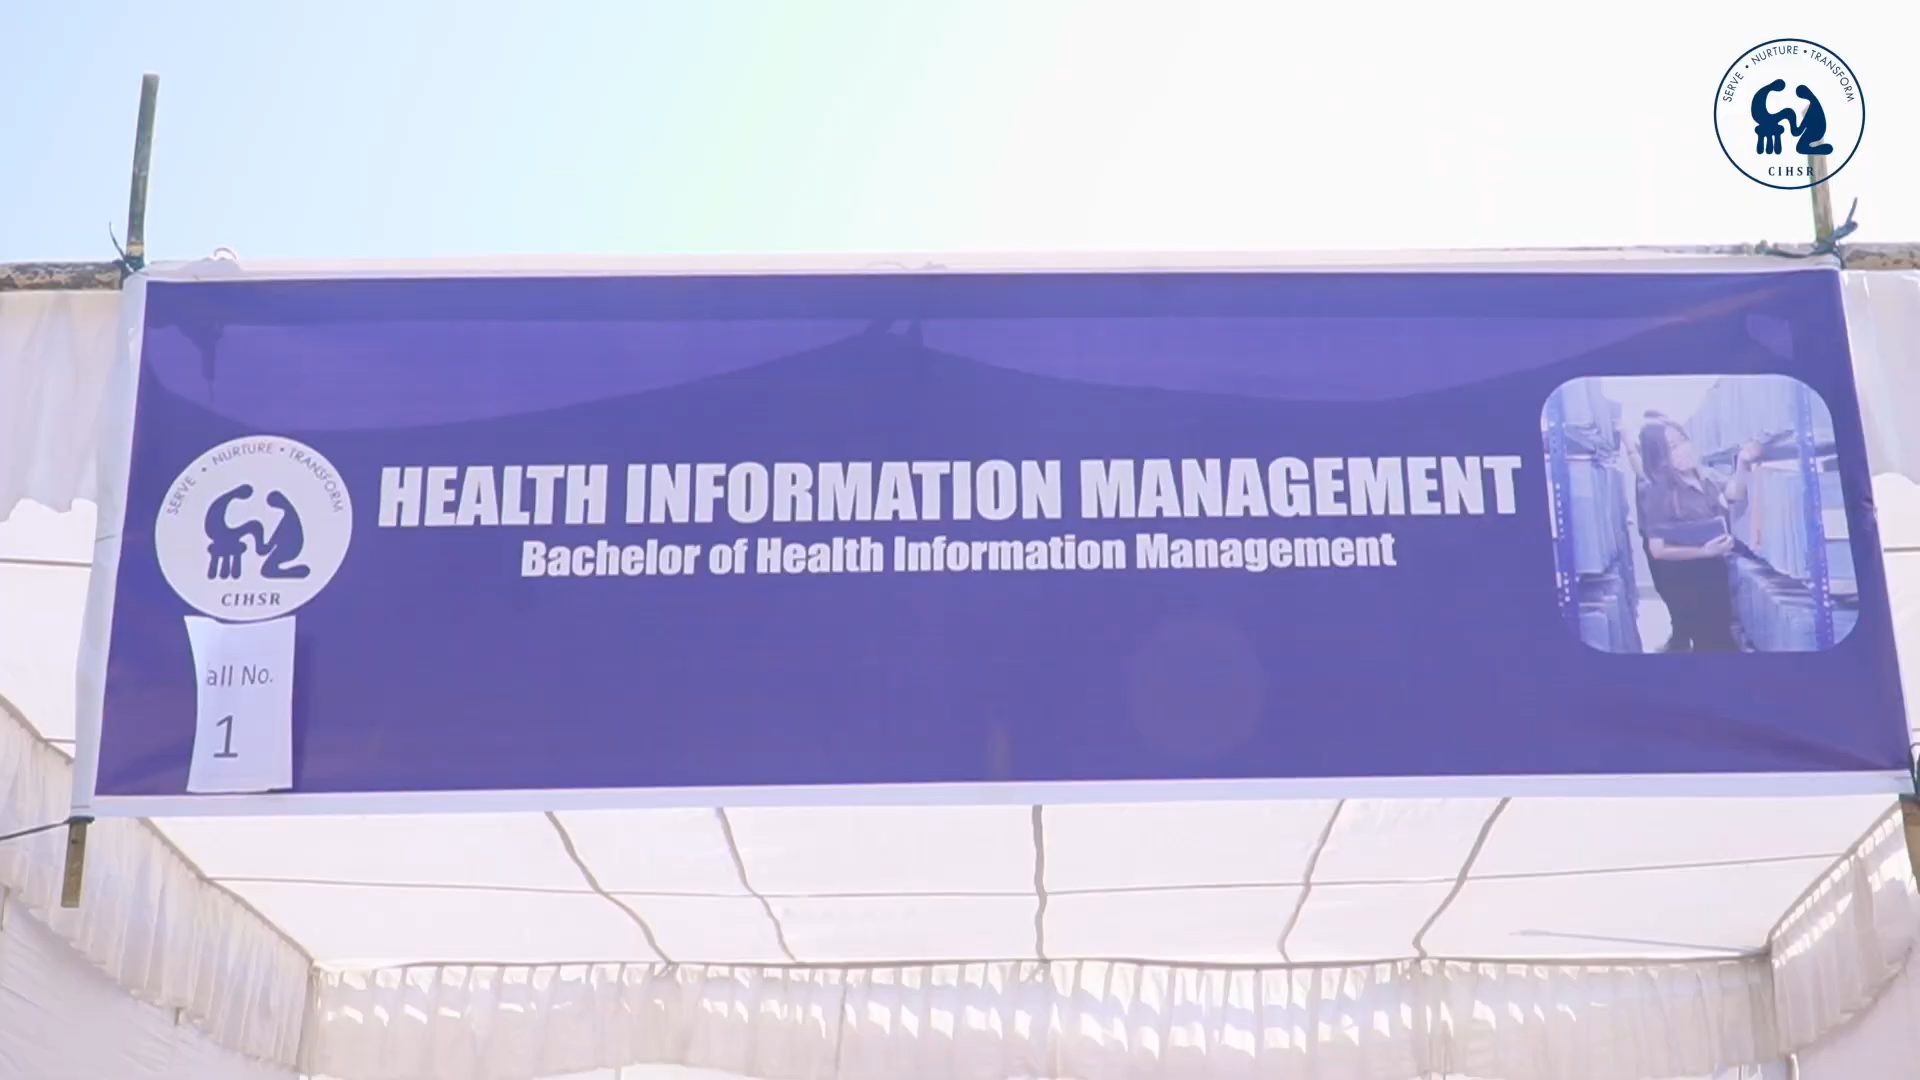 SERVE • NURTURE • TRANSFORM
CIHSR
HEALTH INFORMATION MANAGEMENT
Bachelor of Health Information Management
SERVE • NURTURE • TRANSFORM
CIHSR
all No.
1